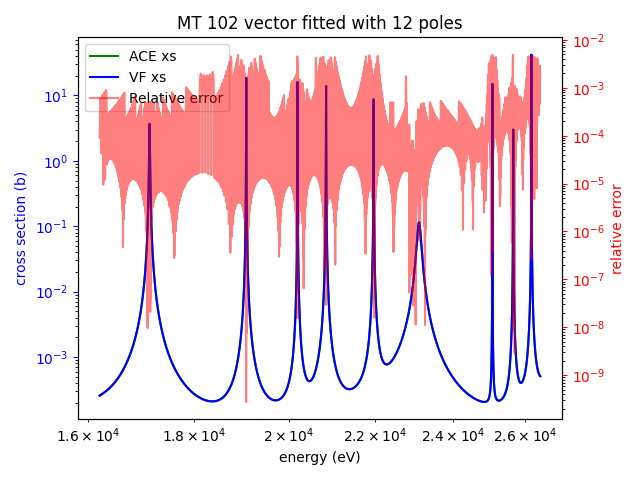 MT 102 vector fitted with 12 poles
ACE xs
VF xs
Relative error
cross section (b)
10¹
10⁰
10⁻¹
10⁻²
10⁻³
relative error
10⁻²
10⁻³
10⁻⁴
10⁻⁵
10⁻⁶
10⁻⁷
10⁻⁸
10⁻⁹
1.6 × 10⁴ 1.8 × 10⁴ 2 × 10⁴ 2.2 × 10⁴ 2.4 × 10⁴ 2.6 × 10⁴
energy (eV)